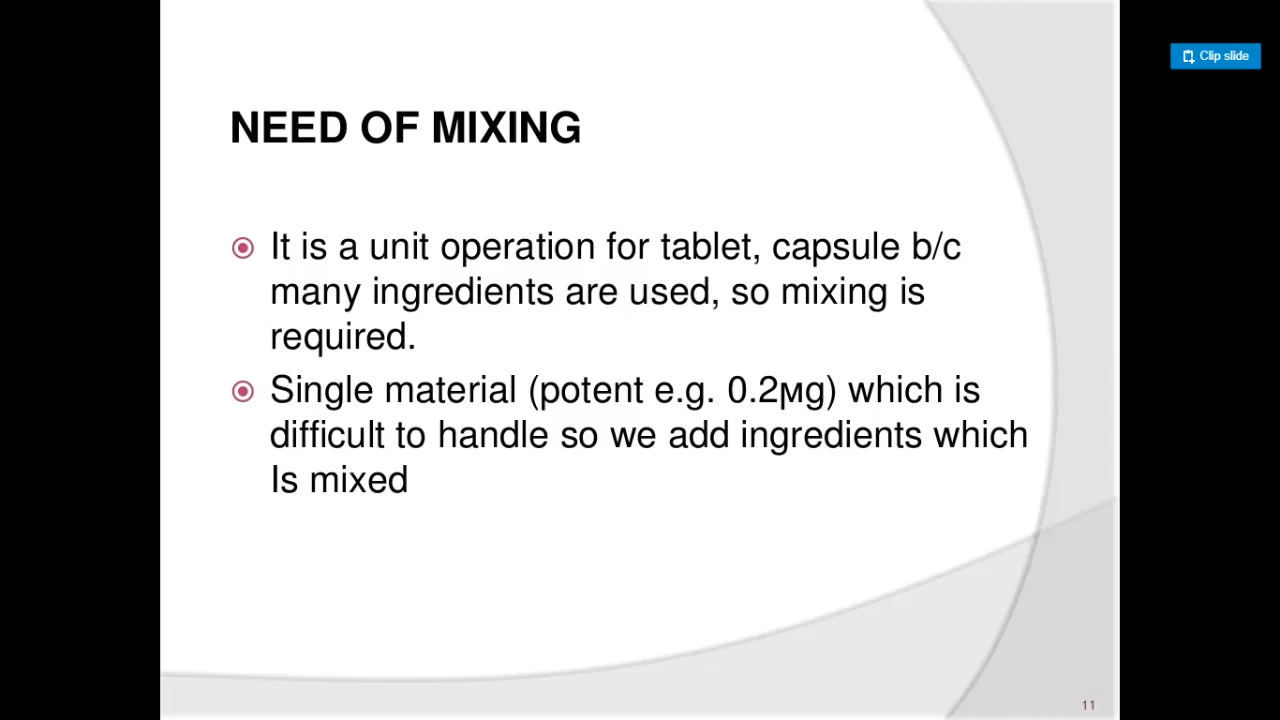 Clip slide
NEED OF MIXING
It is a unit operation for tablet, capsule b/c
many ingredients are used, so mixing is
required.
Single material (potent e.g. 0.2мg) which is
difficult to handle so we add ingredients which
Is mixed
11